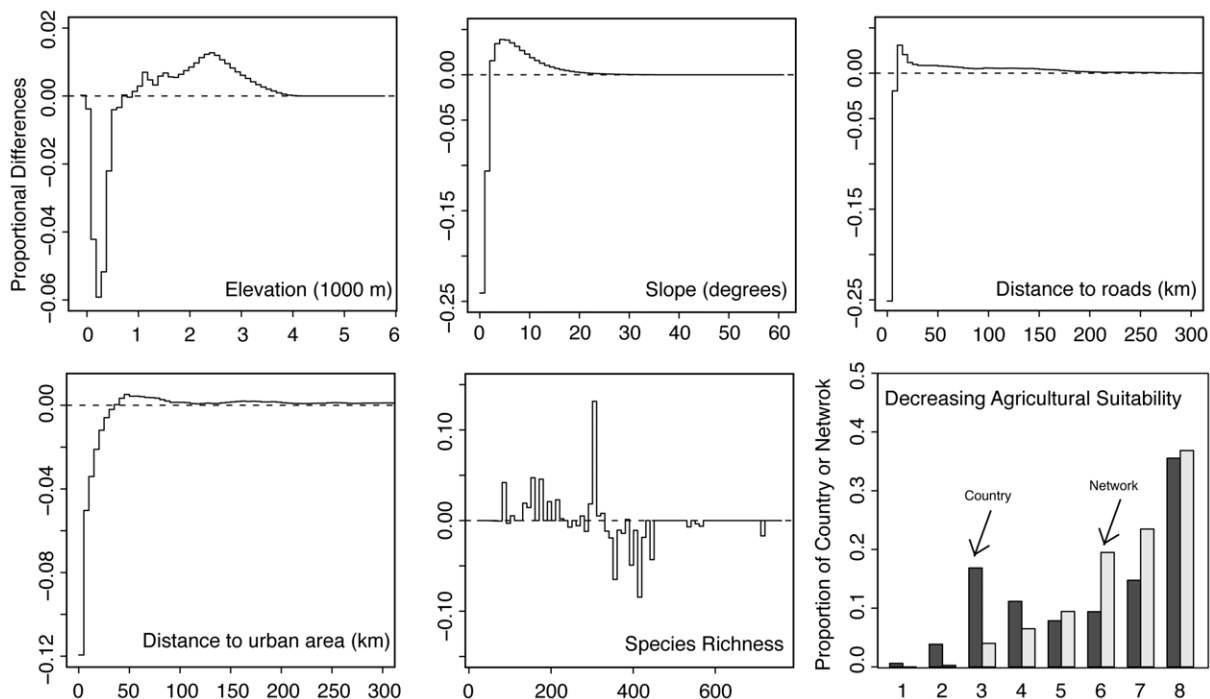 Proportional Differences
0.02
0.00
−0.02
−0.04
−0.06
Elevation (1000 m)
0 1 2 3 4 5 6
0.00
−0.05
−0.15
−0.25
Slope (degrees)
0 10 20 30 40 50 60
0.00
−0.05
−0.15
−0.25
Distance to roads (km)
0 50 100 200 300
0.00
−0.04
−0.08
−0.12
Distance to urban area (km)
0 50 100 150 200 250 300
0.10
0.00
−0.10
Species Richness
0 200 400 600
Proportion of Country or Netwrok
0.5
0.4
0.3
0.2
0.1
0.0
Decreasing Agricultural Suitability
Country
Network
1 2 3 4 5 6 7 8